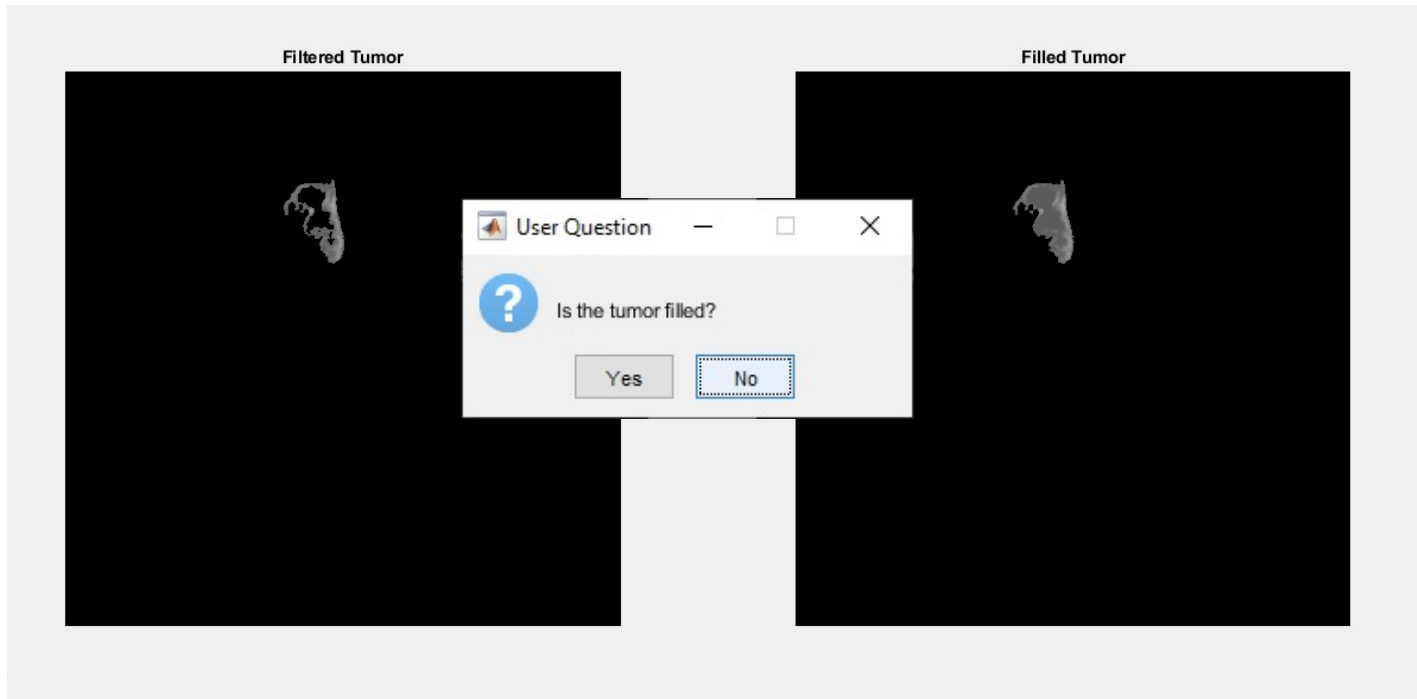 Filtered Tumor
Filled Tumor
User Question
Is the tumor filled?
Yes
No